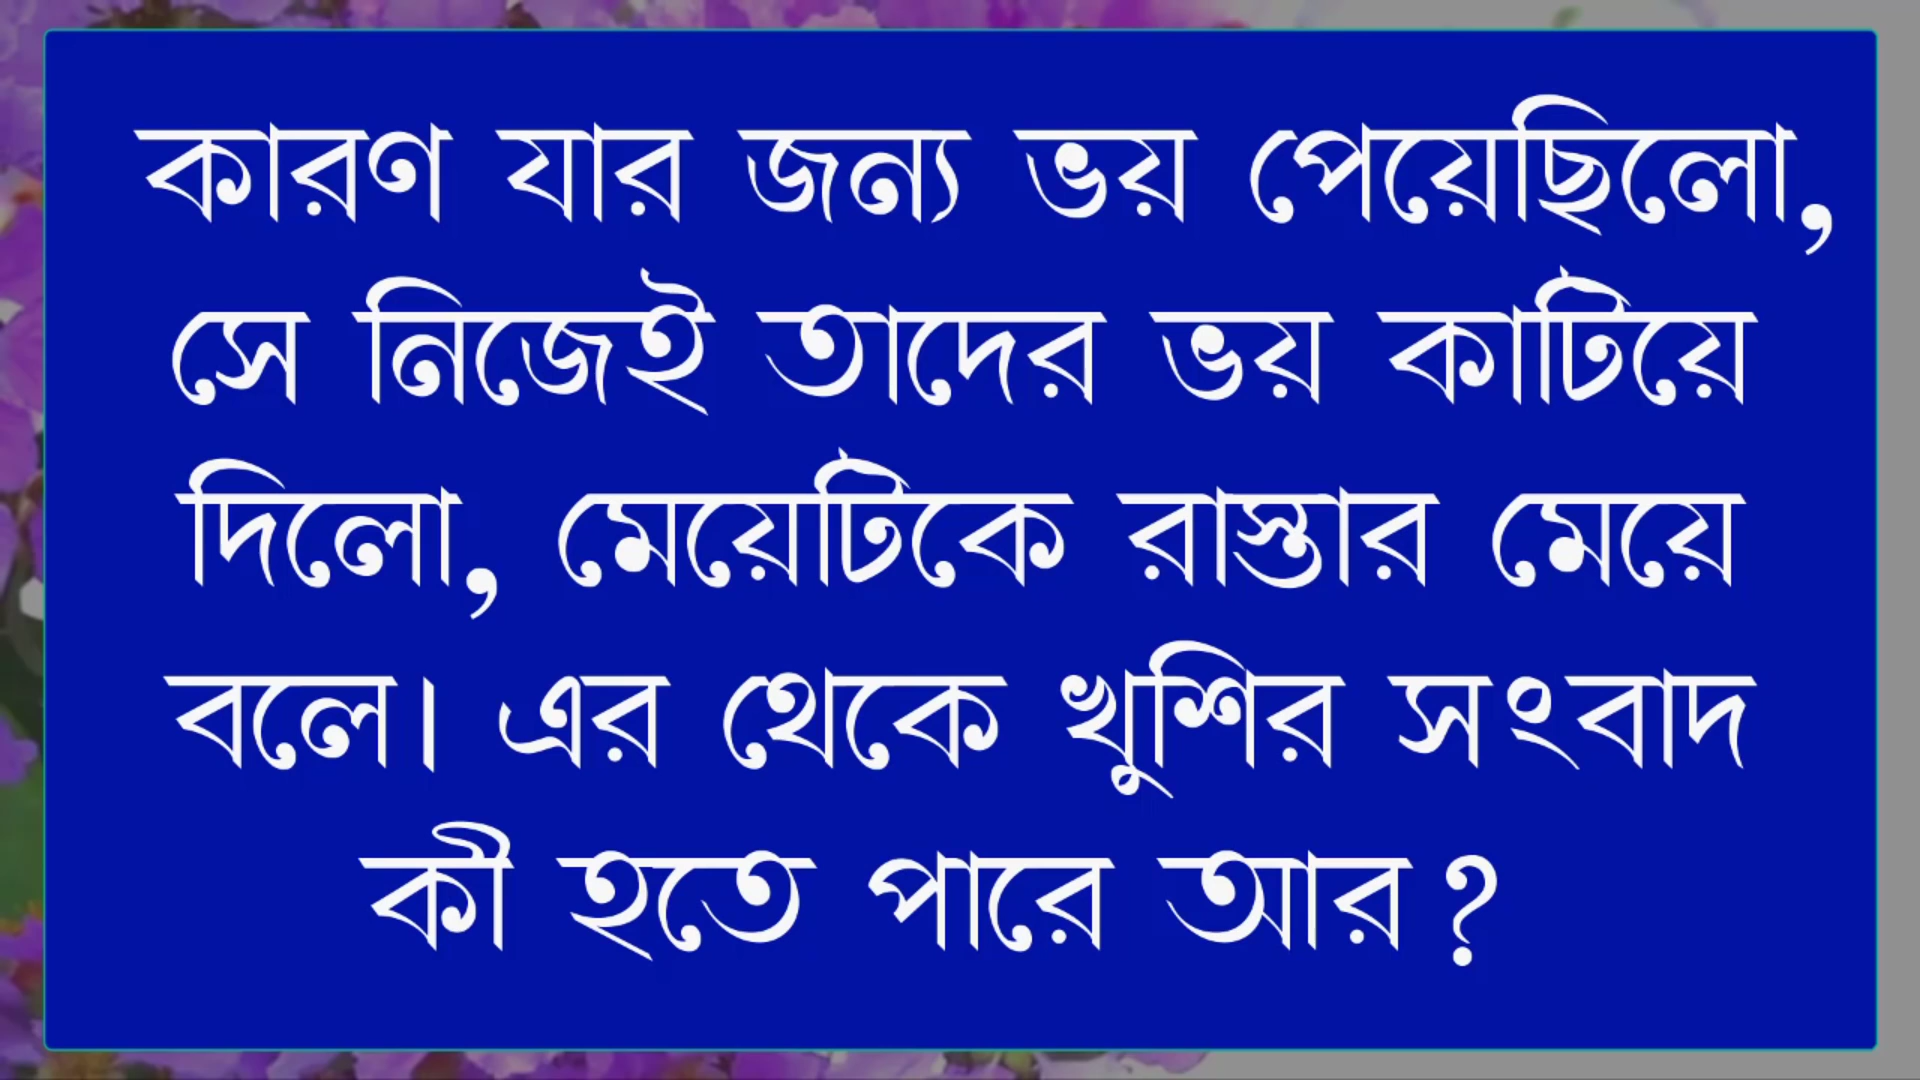 কারণ যার জন্য ভয় পেয়েছিলো,
সে নিজেই তাদের ভয় কাটিয়ে
দিলো, মেয়েটিকে রাস্তার মেয়ে
বলে। এর থেকে খুশির সংবাদ
কী হতে পারে আর?